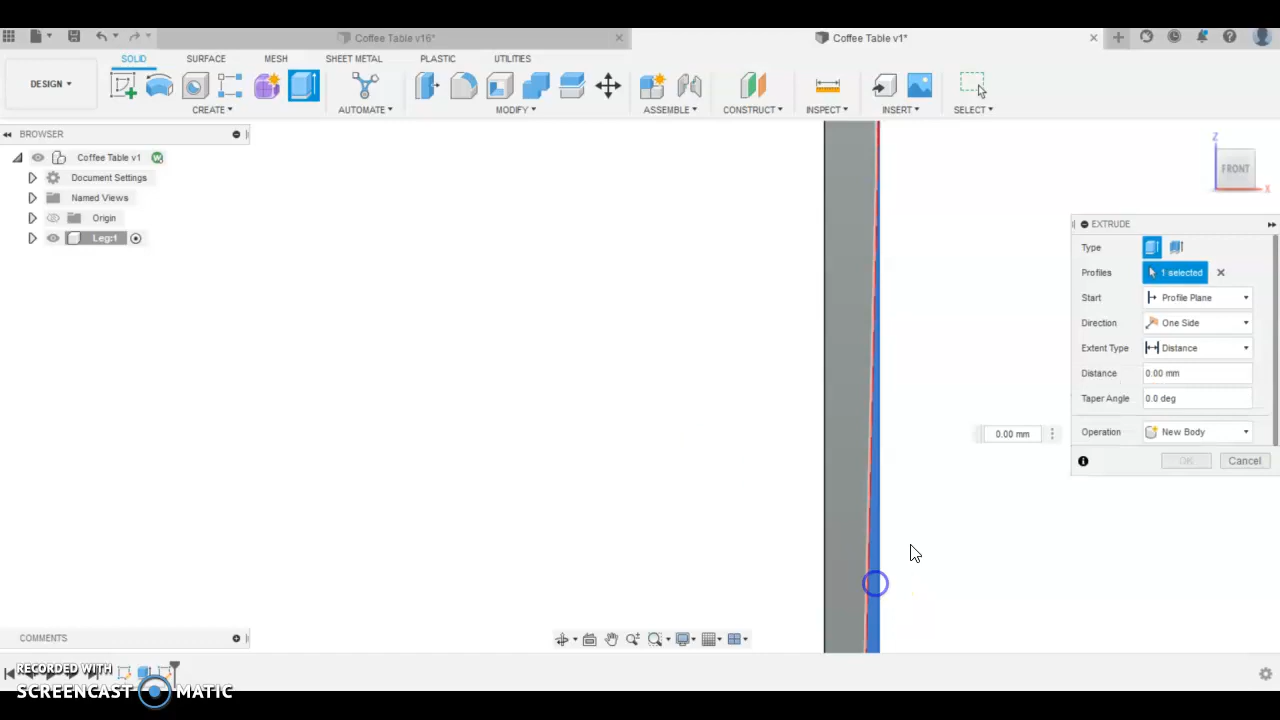 Coffee Table v16*
Coffee Table v1*
DESIGN
SOLID SURFACE MESH SHEET METAL PLASTIC UTILITIES
CREATE AUTOMATE MODIFY ASSEMBLE CONSTRUCT INSPECT INSERT SELECT
BROWSER
Coffee Table v1
Document Settings
Named Views
Origin
Leg:1
Z
FRONT
X
EXTRUDE
Type
Profiles 1 selected
Start Profile Plane
Direction One Side
Extent Type Distance
Distance 0.00 mm
Taper Angle 0.0 deg
Operation New Body
0.00 mm
OK Cancel
COMMENTS
RECORDED WITH
SCREENCAST MATIC